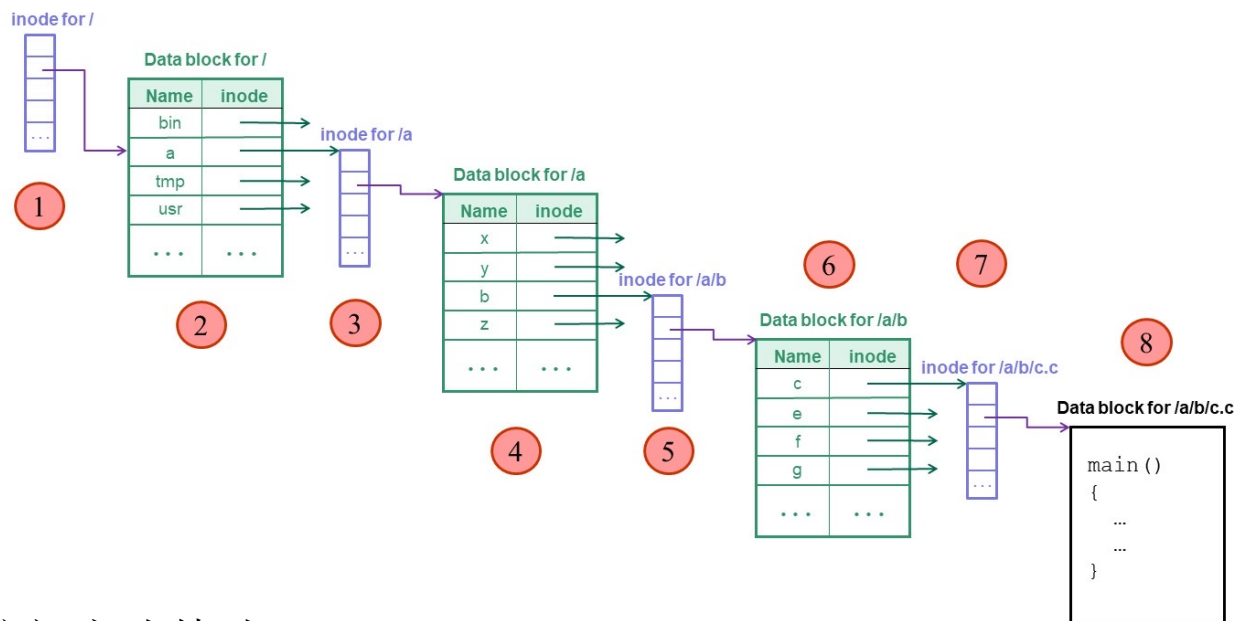 inode for /
Data block for /
Name inode
bin
a
tmp
usr
... ...
...
1
2
inode for /a
...
3
Data block for /a
Name inode
x
y
b
z
... ...
4
inode for /a/b
...
5
6
Data block for /a/b
Name inode
c
e
f
g
... ...
7
inode for /a/b/c.c
...
8
Data block for /a/b/c.c
main()
{
…
…
}